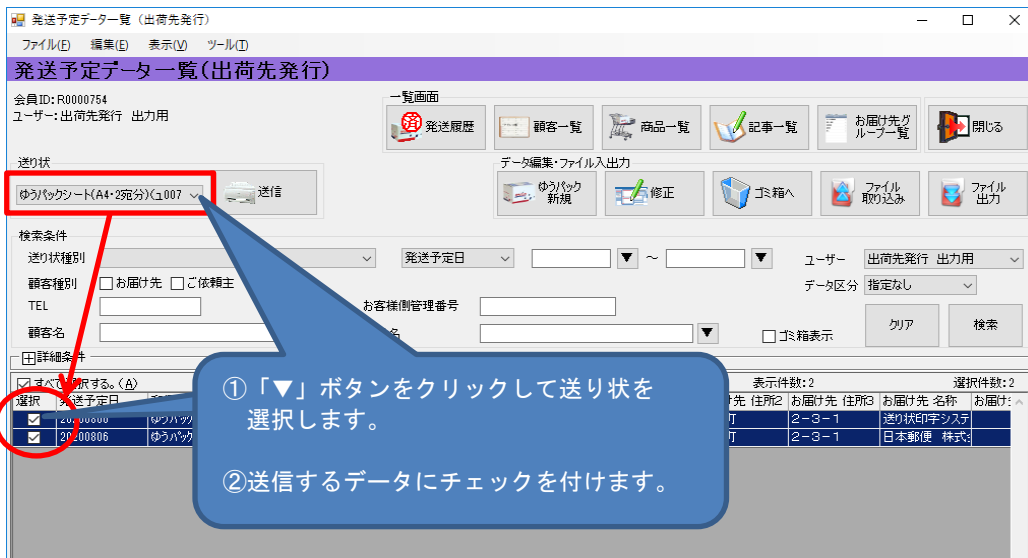 発送予定データ一覧（出荷先発行）
ファイル(F) 編集(E) 表示(V) ツール(T)
発送予定データ一覧(出荷先発行)
会員ID:R0000754
ユーザー:出荷先発行 出力用
一覧画面
済 発送履歴
顧客一覧
商品一覧
記事一覧
お届け先グ
ループ一覧
閉じる
送り状
ゆうパックシート(A4・2宛分)(ュ007
送信
データ編集・ファイル入出力
ゆうパック
新規
修正
ゴミ箱へ
ファイル
取り込み
ファイル
出力
検索条件
送り状種別
発送予定日 ▼ ～ ▼
ユーザー 出荷先発行 出力用
顧客種別 お届け先 ご依頼主
データ区分 指定なし
TEL
お客様側管理番号
顧客名
名 ▼
ゴミ箱表示
クリア
検索
詳細条件
すべて選択する。(A)
表示件数:2
選択件数:2
選択 発送予定日 先 住所2 お届け先 住所3 お届け先 名称 お届け
20200806 ゆうパック 2-3-1 送り状印字システ
20200806 ゆうパック 2-3-1 日本郵便 株式
①「▼」ボタンをクリックして送り状を
選択します。
②送信するデータにチェックを付けます。